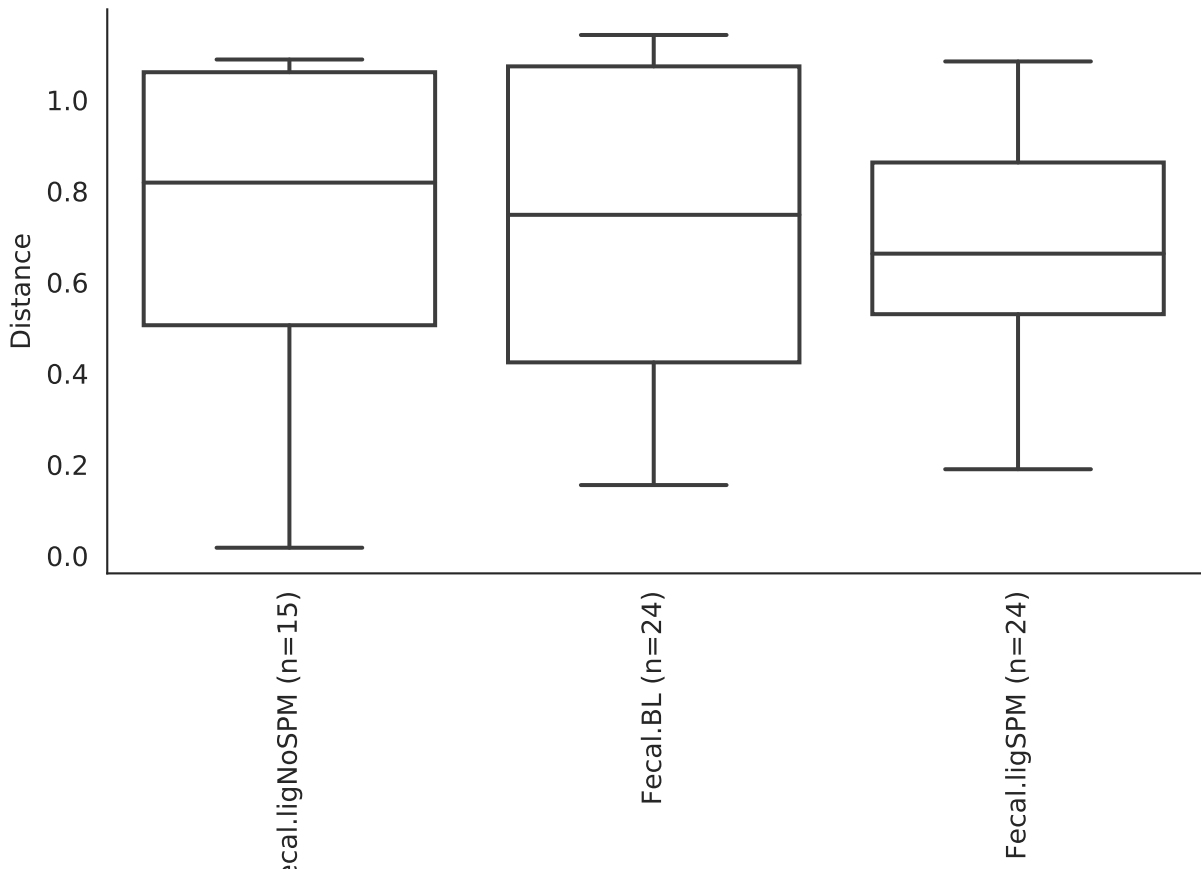 Distance
1.0
0.8
0.6
0.4
0.2
0.0
ecal.ligNoSPM (n=15)
Fecal.BL (n=24)
Fecal.ligSPM (n=24)